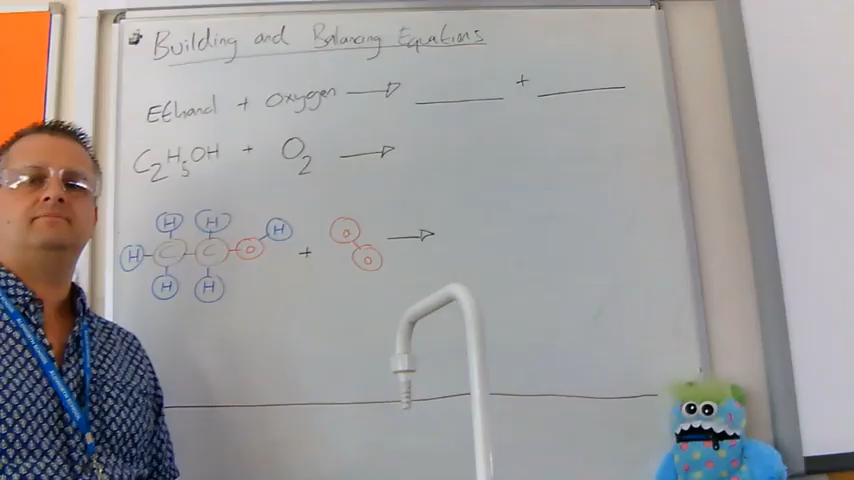 Building and Balancing Equations
Ethanol + Oxygen → ______ + ______
C2H5OH + O2 →
H H
H C C O H + O O →
H H